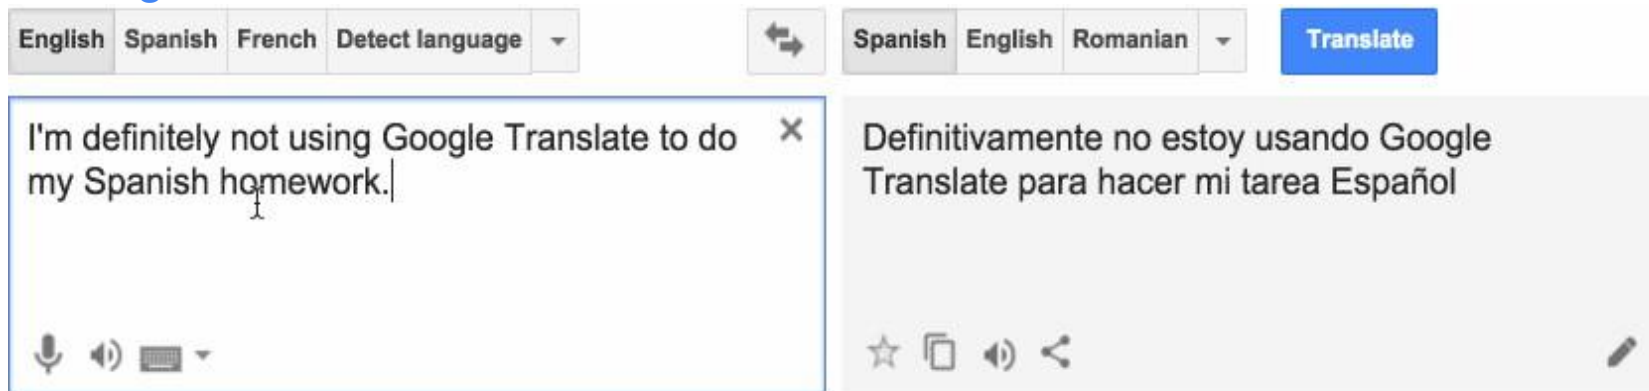 English Spanish French Detect language
Spanish English Romanian Translate
I'm definitely not using Google Translate to do
my Spanish homework.
Definitivamente no estoy usando Google
Translate para hacer mi tarea Español